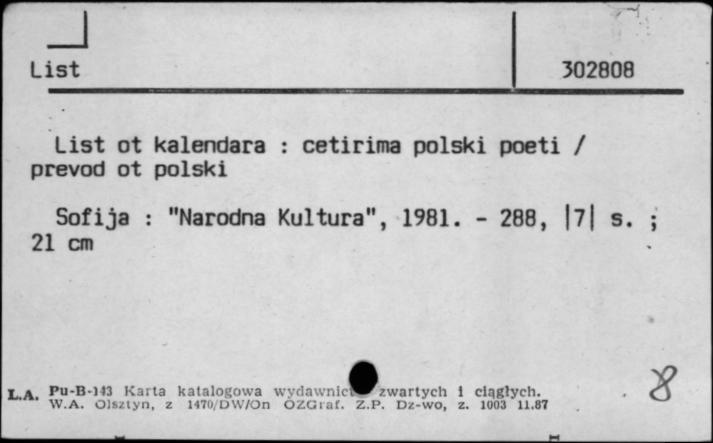 List 302808
List ot kalendara : cetirima polski poeti /
prevod ot polski
Sofija : "Narodna Kultura", 1981. - 288, |7| s. ;
21 cm
L.A. Pu-B-143 Karta katalogowa zwartych i ciągłych.
W.A. Olsztyn, z 1470/DW/On OZGraf. Z.P. Dz-wo, z. 1003 11.87
8